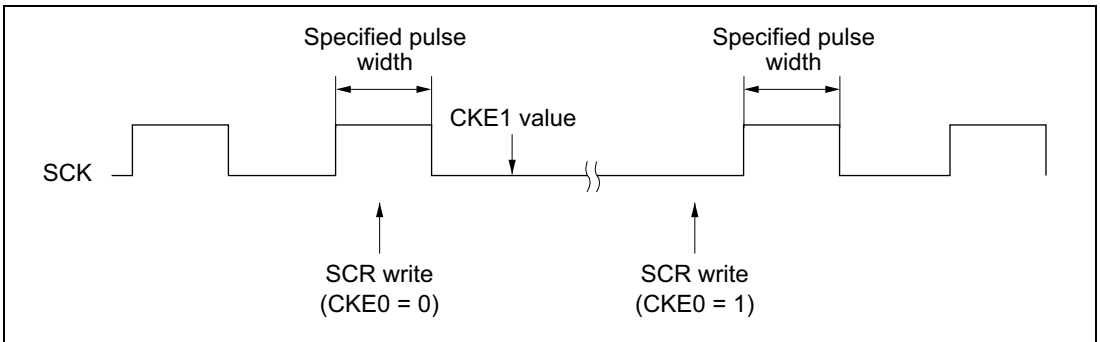 Specified pulse
width
Specified pulse
width
CKE1 value
SCK
SCR write
(CKE0 = 0)
SCR write
(CKE0 = 1)